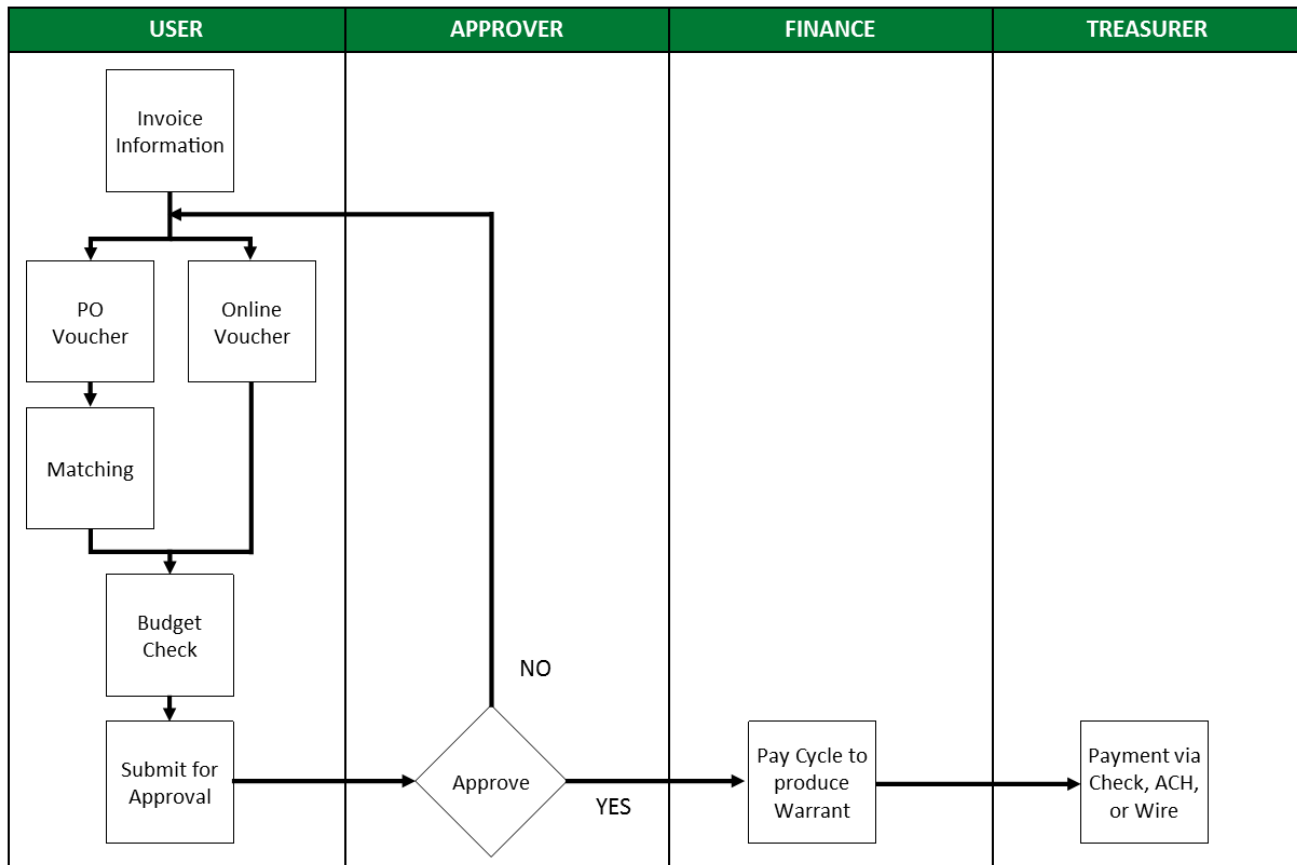 USER
APPROVER
FINANCE
TREASURER
Invoice
Information
PO
Voucher
Online
Voucher
Matching
Budget
Check
NO
Submit for
Approval
Approve
YES
Pay Cycle to
produce
Warrant
Payment via
Check, ACH,
or Wire